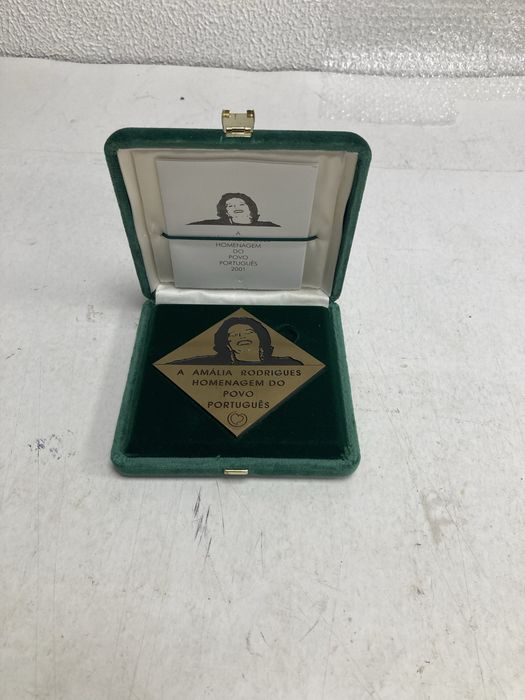 A
HOMENAGEM
DO
POVO
PORTUGUÊS
2001
A AMÁLIA RODRIGUES
HOMENAGEM DO
POVO
PORTUGUÊS